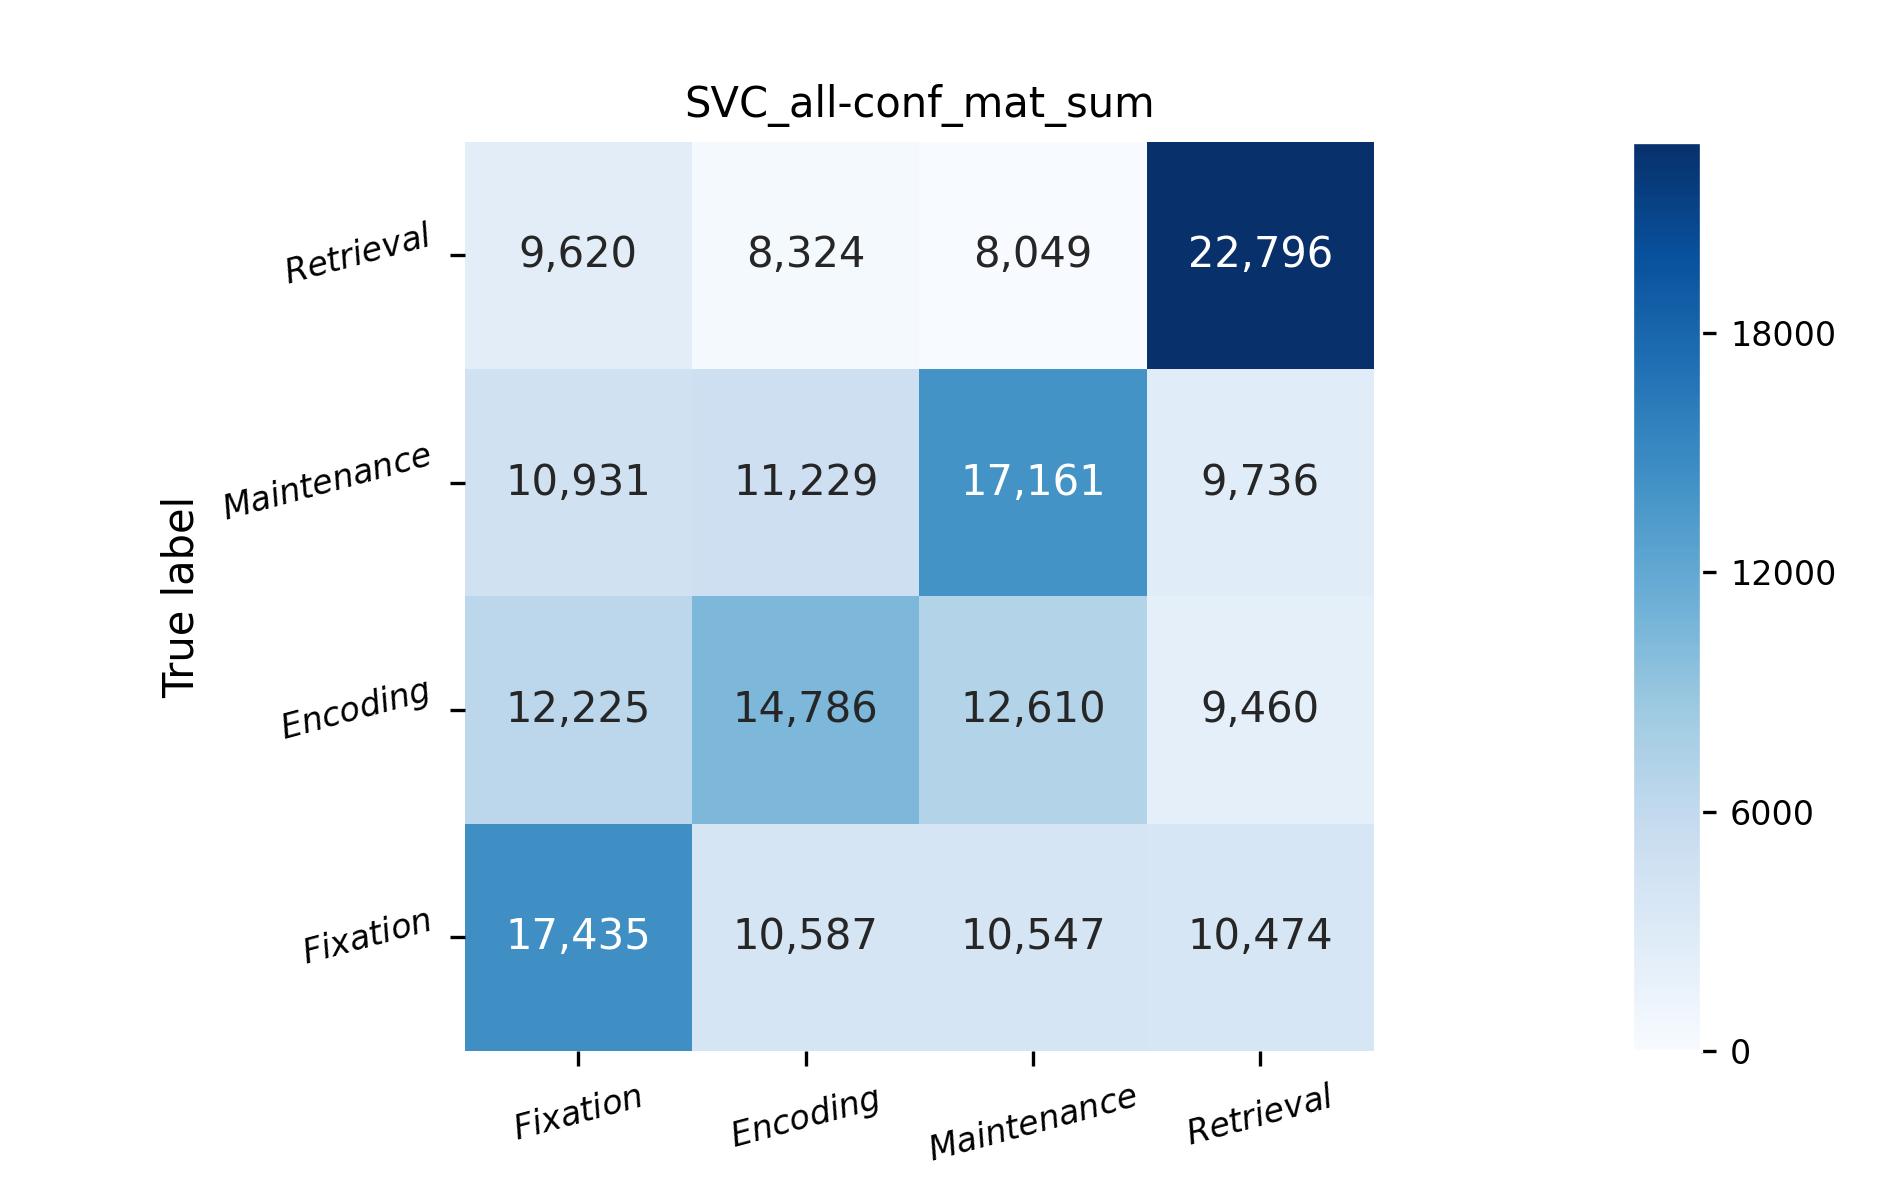 SVC_all-conf_mat_sum
True label
Retrieval
9,620 8,324 8,049 22,796
Maintenance
10,931 11,229 17,161 9,736
Encoding
12,225 14,786 12,610 9,460
Fixation
17,435 10,587 10,547 10,474
Fixation Encoding Maintenance Retrieval
18000
12000
6000
0